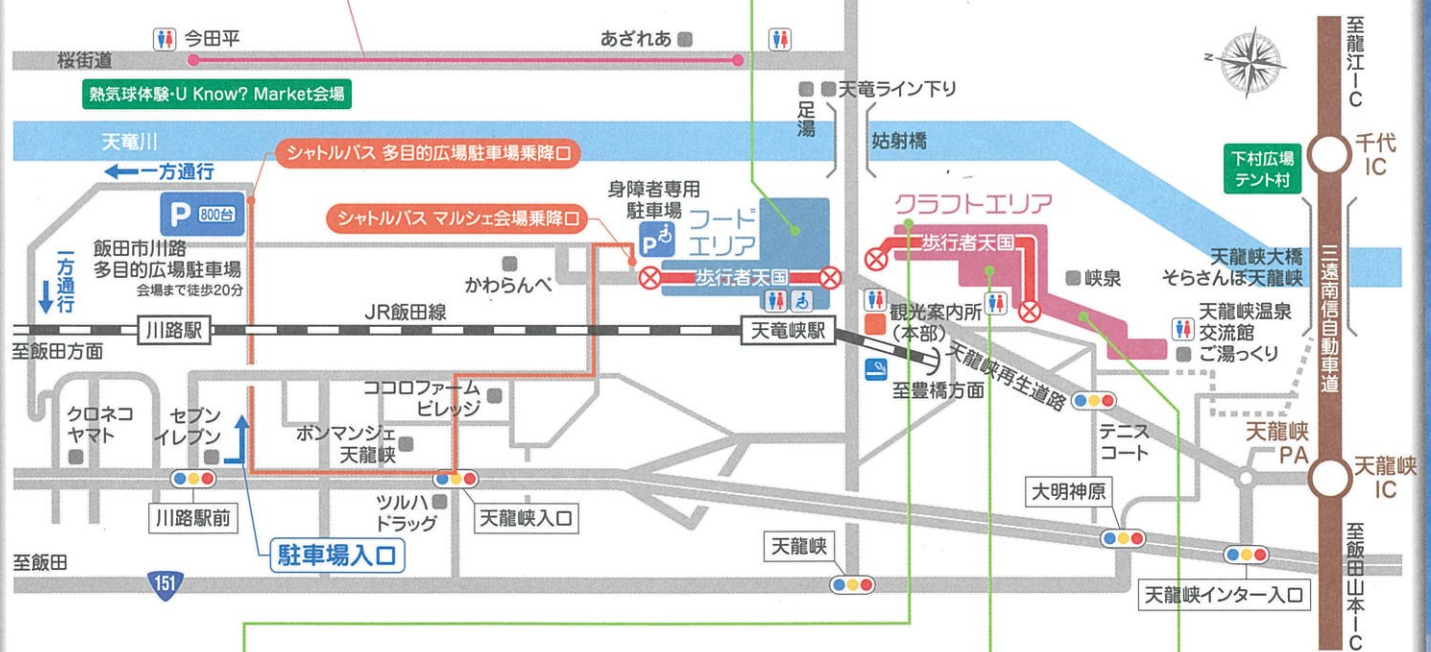 今田平
桜街道
あざれあ
熱気球体験・U Know? Market会場
足湯
天竜ライン下り
N
至龍江IC
千代
IC
天竜川
姑射橋
下村広場
テント村
シャトルバス 多目的広場駐車場乗降口
一方通行
P 800台
シャトルバス マルシェ会場乗降口
身障者専用
駐車場
P
フード
エリア
クラフトエリア
歩行者天国
歩行者天国
飯田市川路
多目的広場駐車場
会場まで徒歩20分
一方通行
かわらんべ
峡泉
天龍峡大橋
そらさんぽ天龍峡
三遠南信自動車道
川路駅
JR飯田線
天竜峡駅
観光案内所
(本部)
天龍峡温泉
交流館
ご湯っくり
至飯田方面
至豊橋方面
天龍峡再生道路
クロネコ
ヤマト
セブン
イレブン
ココロファーム
ビレッジ
ボンマンジェ
天龍峡
テニス
コート
天龍峡
PA
天龍峡
IC
川路駅前
ツルハ
ドラッグ
天龍峡入口
大明神原
駐車場入口
天龍峡
至飯田
151
天龍峡インター入口
至飯田山本IC